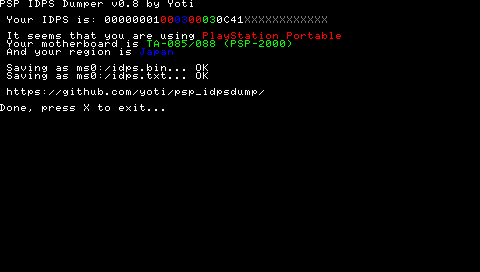 PSP IDPS Dumper v0.8 by Yoti
Your IDPS is: 00000001000300030C41XXXXXXXXXXXX
It seems that you are using PlayStation Portable
Your motherboard is TA-085/088 (PSP-2000)
And your region is Japan
Saving as ms0:/idps.bin... OK
Saving as ms0:/idps.txt... OK
https://github.com/yoti/psp_idpsdump/
Done, press X to exit...